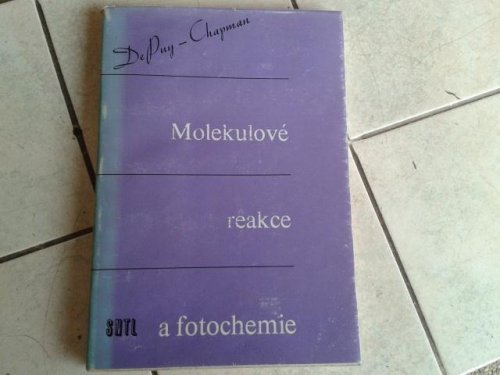 DePuy – Chapman
Molekulové
reakce
SNTL a fotochemie